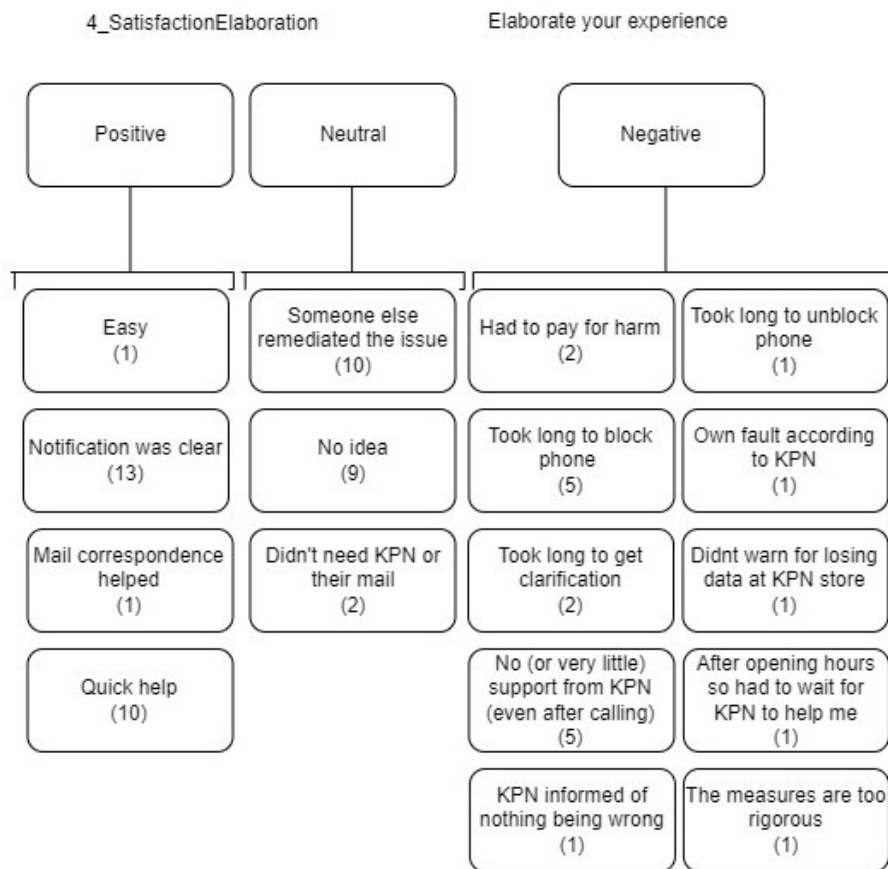 4_SatisfactionElaboration
Elaborate your experience
Positive
Neutral
Negative
Easy
(1)
Notification was clear
(13)
Mail correspondence
helped
(1)
Quick help
(10)
Someone else
remediated the issue
(10)
No idea
(9)
Didn't need KPN or
their mail
(2)
Had to pay for harm
(2)
Took long to block
phone
(5)
Took long to get
clarification
(2)
No (or very little)
support from KPN
(even after calling)
(5)
KPN informed of
nothing being wrong
(1)
Took long to unblock
phone
(1)
Own fault according
to KPN
(1)
Didnt warn for losing
data at KPN store
(1)
After opening hours
so had to wait for
KPN to help me
(1)
The measures are too
rigorous
(1)